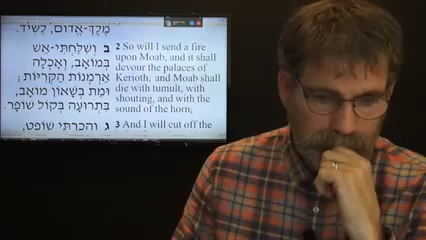 מֶלֶךְ-אֱדוֹם, לַשִּׂיד.
ב וְשִׁלַּחְתִּי-אֵשׁ
בְּמוֹאָב, וְאָכְלָה
אַרְמְנוֹת הַקְּרִיּוֹת;
וּמֵת בְּשָׁאוֹן מוֹאָב,
בִּתְרוּעָה בְּקוֹל שׁוֹפָר.
ג וְהִכְרַתִּי שׁוֹפֵט,
2 So will I send a fire
upon Moab, and it shall
devour the palaces of
Kerioth; and Moab shall
die with tumult, with
shouting, and with the
sound of the horn;
3 And I will cut off the